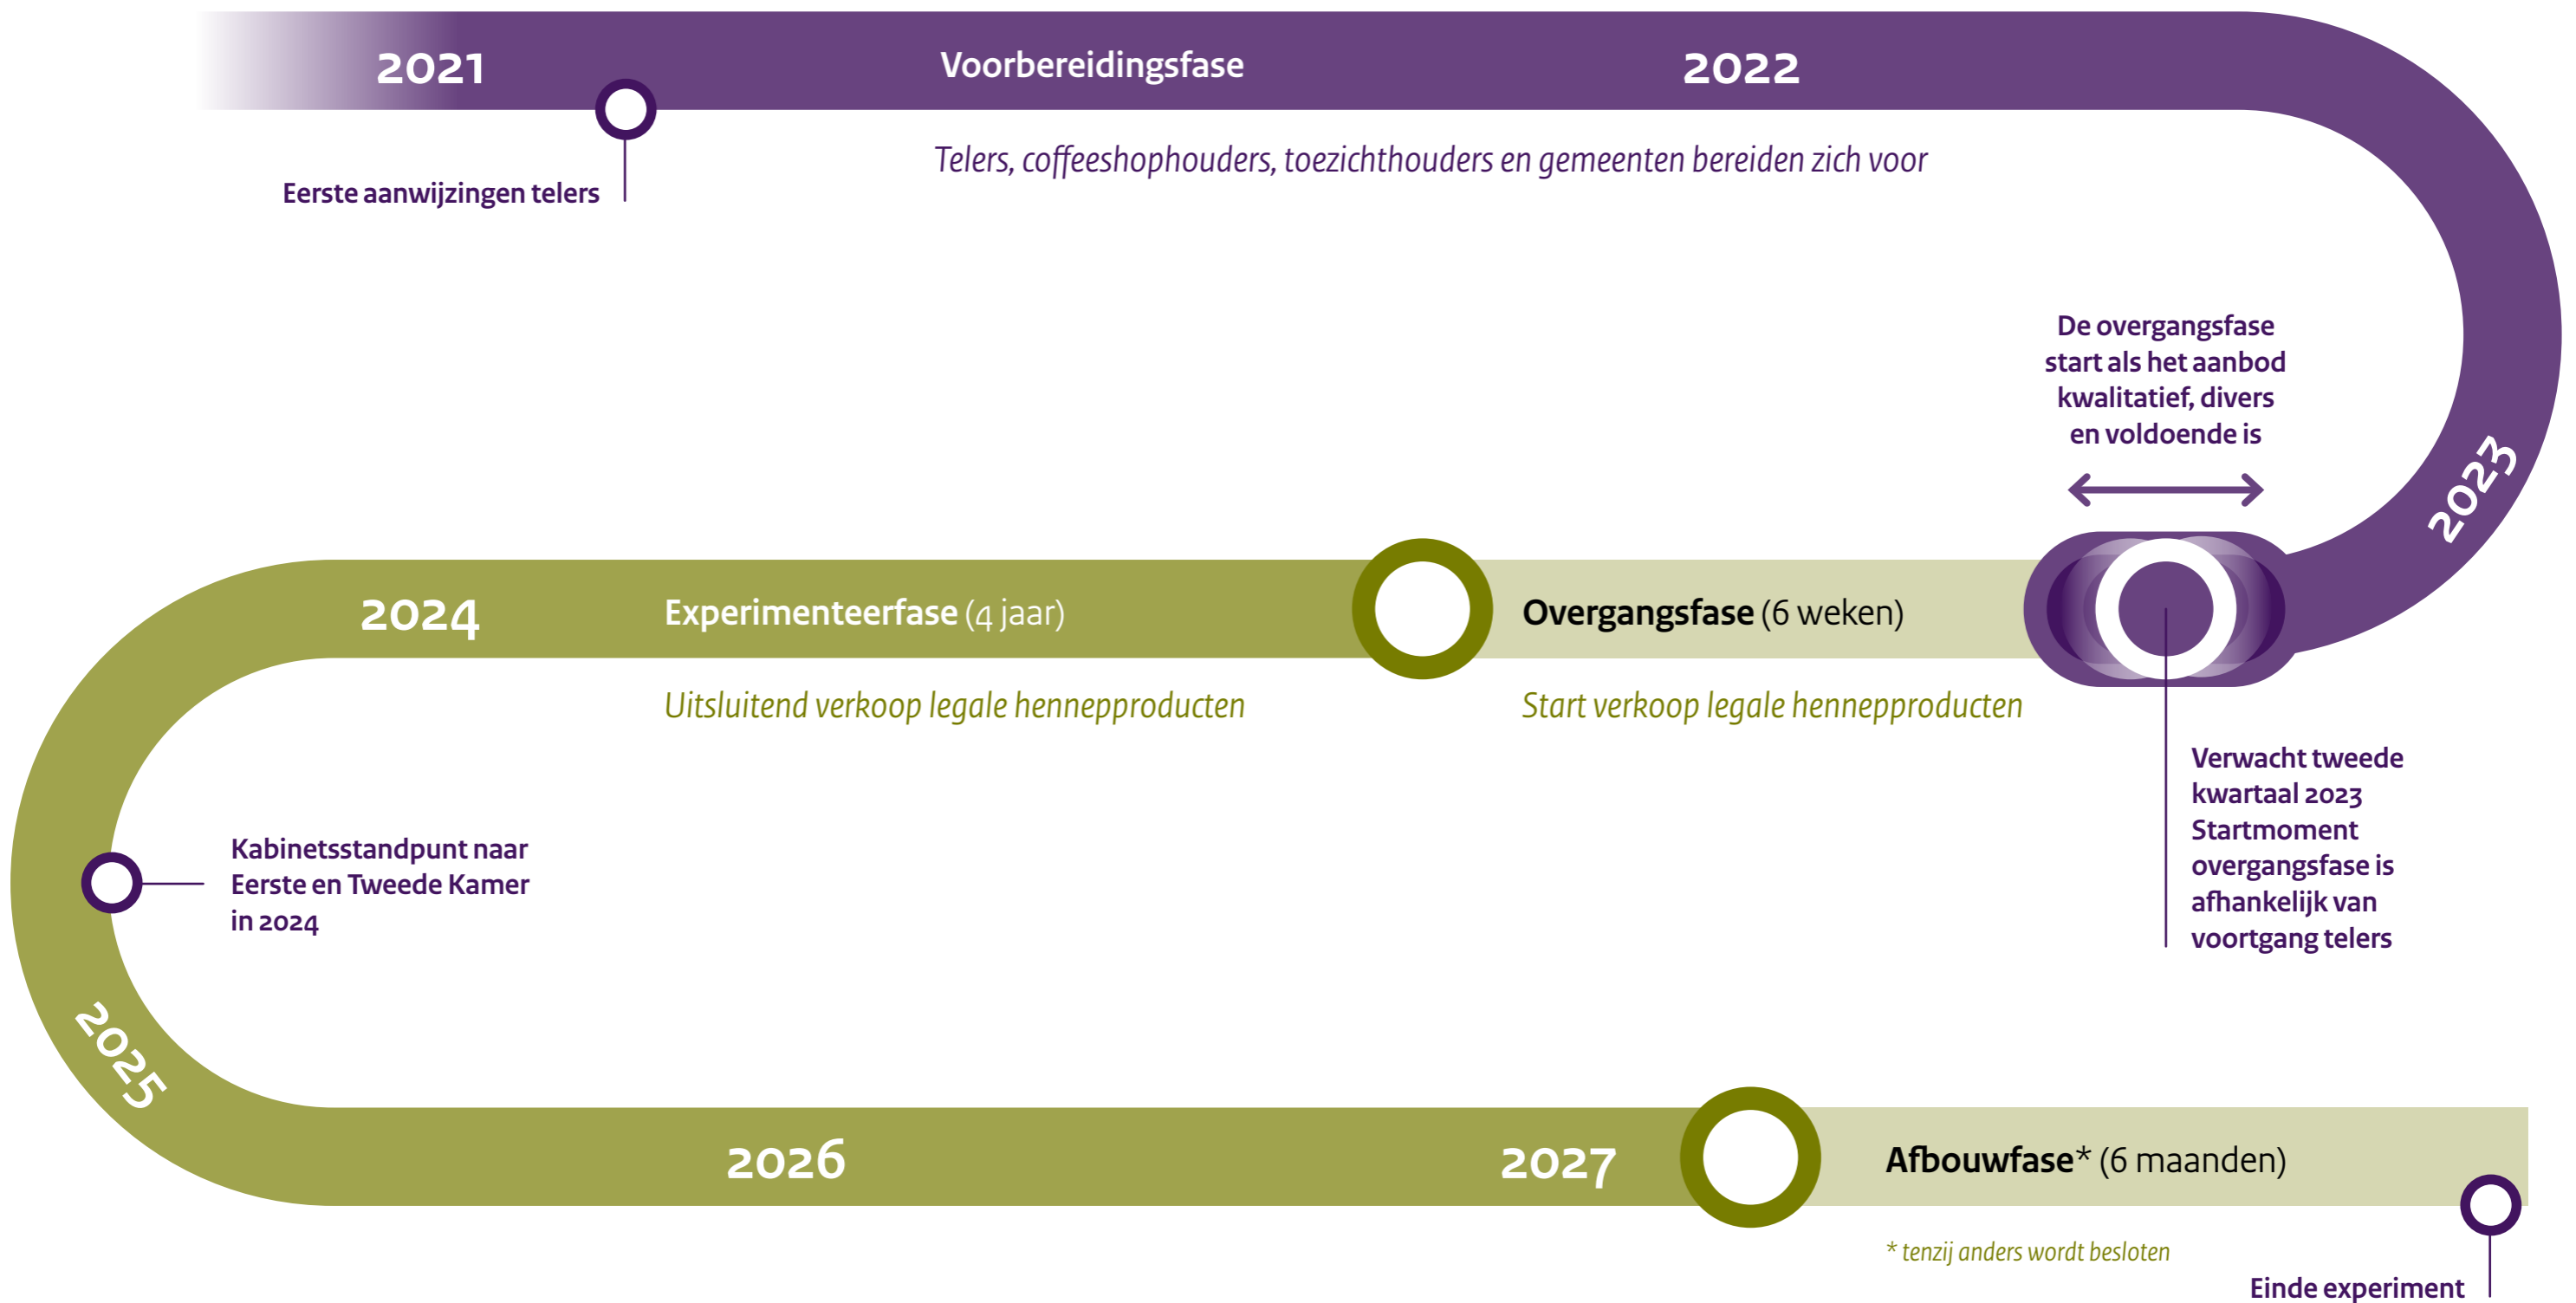 2021
Voorbereidingsfase
2022
Telers, coffeeshophouders, toezichthouders en gemeenten bereiden zich voor
Eerste aanwijzingen telers
2023
De overgangsfase
start als het aanbod
kwalitatief, divers
en voldoende is
Verwacht tweede
kwartaal 2023
Startmoment
overgangsfase is
afhankelijk van
voortgang telers
Overgangsfase (6 weken)
Start verkoop legale hennepproducten
Experimenteerfase (4 jaar)
Uitsluitend verkoop legale hennepproducten
2024
Kabinetsstandpunt naar
Eerste en Tweede Kamer
in 2024
2025
2026
2027
Afbouwfase* (6 maanden)
* tenzij anders wordt besloten
Einde experiment